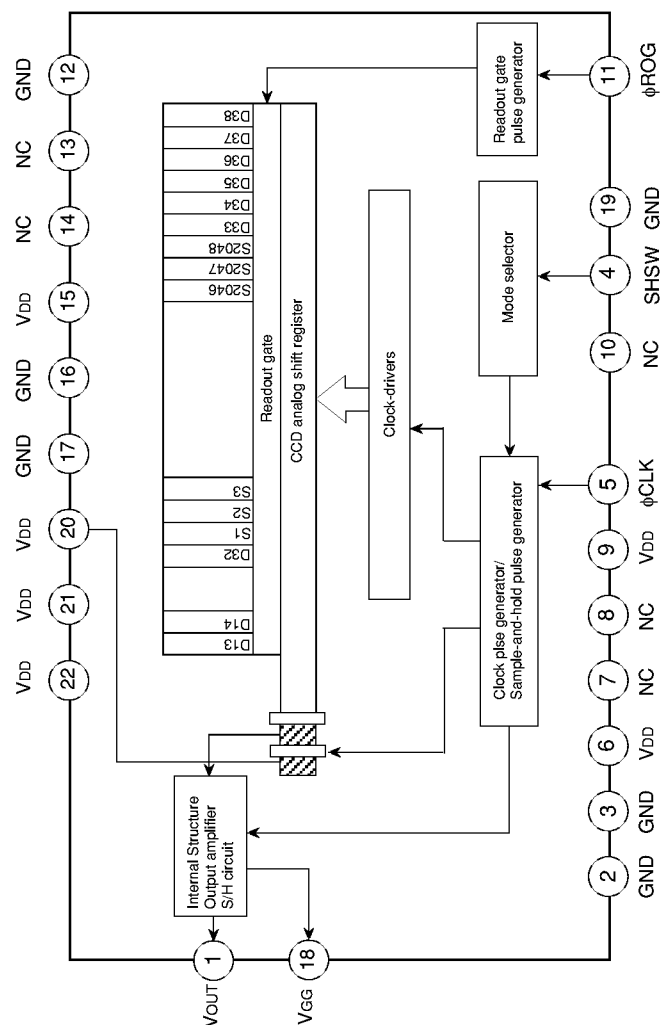 VOUT
1
VGG
18
22
VDD
21
VDD
20
VDD
17
GND
16
GND
15
VDD
14
NC
13
NC
12
GND
Internal Structure
Output amplifier
S/H circuit
D13
D14
D32
S1
S2
S3
S2046
S2047
S2048
D33
D34
D35
D36
D37
D38
Readout gate
CCD analog shift register
Clock-drivers
Clock plse generator/
Sample-and-hold pulse generator
Mode selector
Readout gate
pulse generator
2
GND
3
GND
6
VDD
7
NC
8
NC
9
VDD
5
ϕCLK
10
NC
4
SHSW
19
GND
11
ϕROG